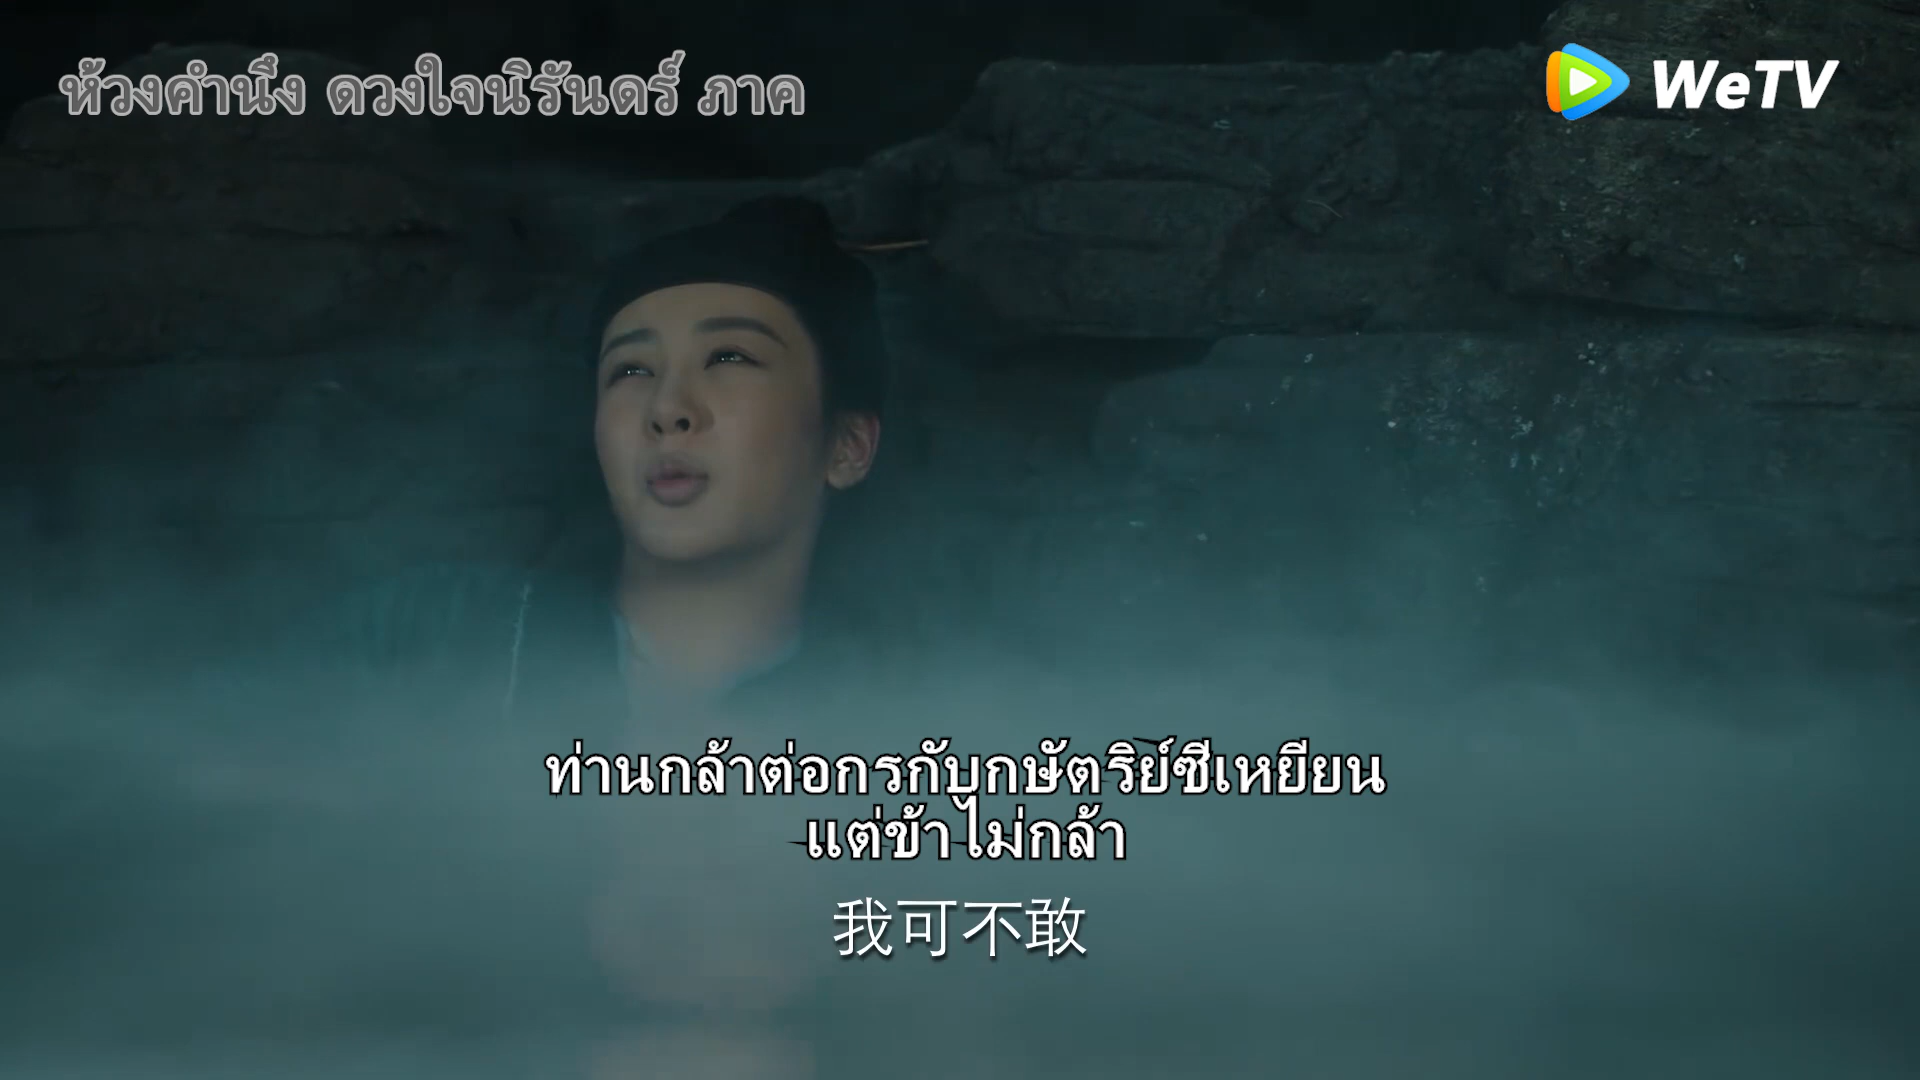 ห้วงคำนึง ดวงใจนิรันดร์ ภาค
WeTV
ท่านกล้าต่อกรกับกษัตริย์ซีเหยียน
แต่ข้าไม่กล้า
我可不敢